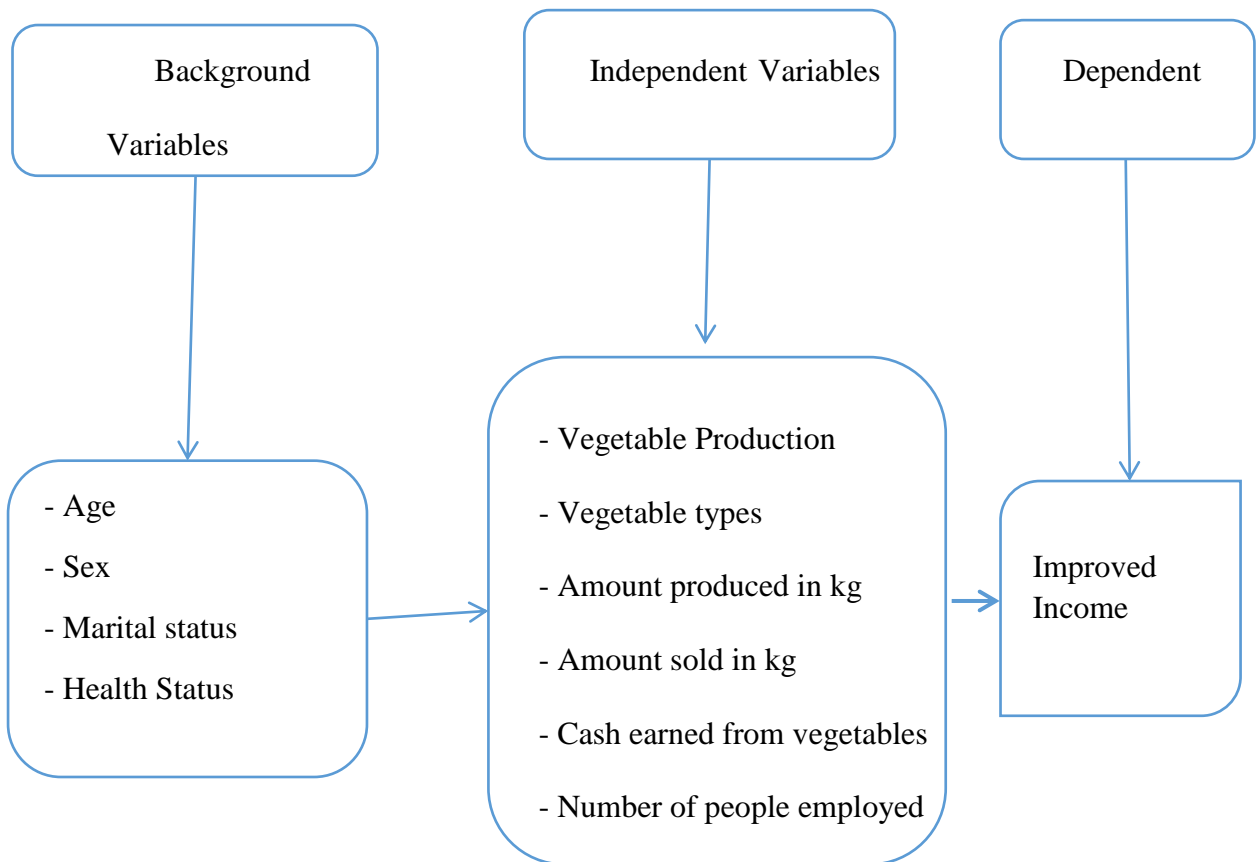 Background
Variables
Independent Variables
Dependent
- Age
- Sex
- Marital status
- Health Status
- Vegetable Production
- Vegetable types
- Amount produced in kg
- Amount sold in kg
- Cash earned from vegetables
- Number of people employed
Improved
Income